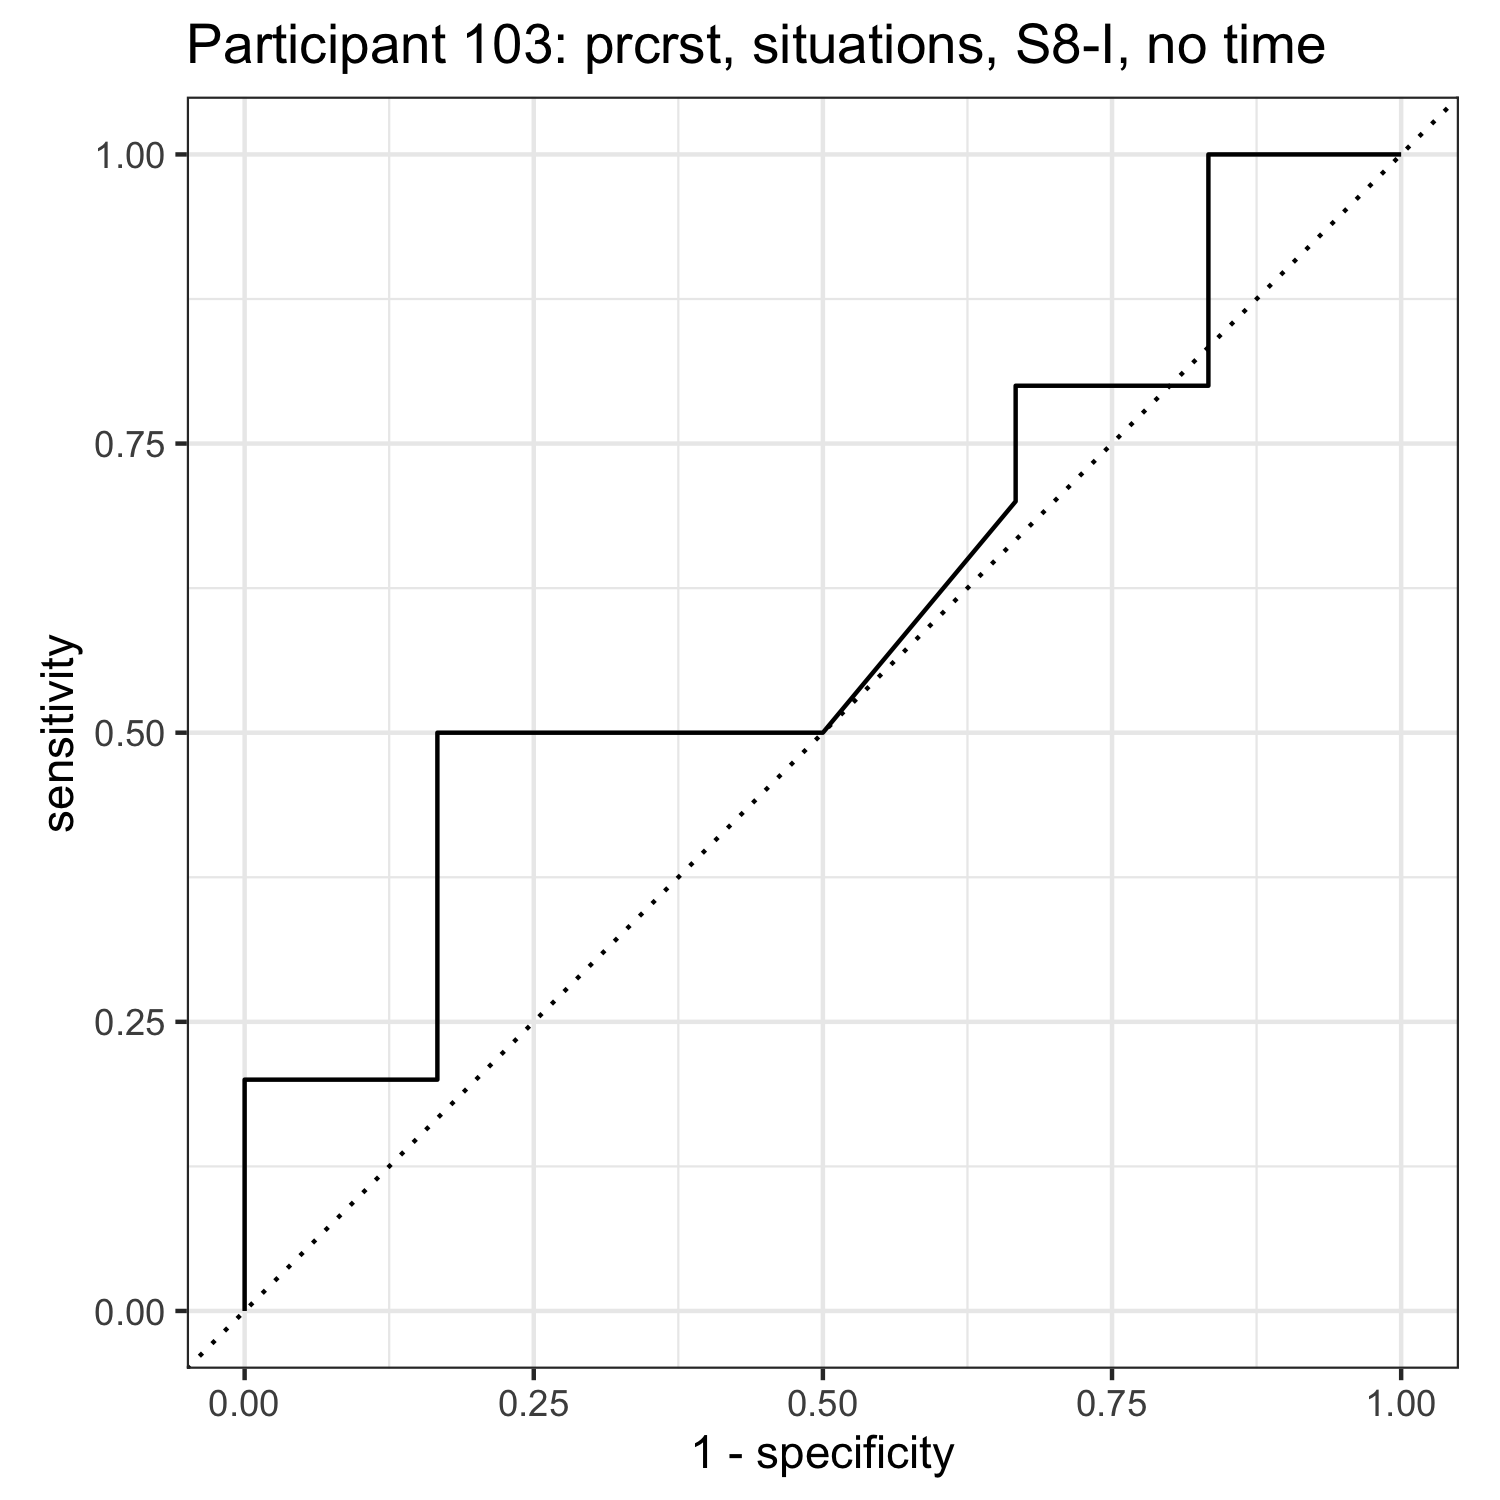 Participant 103: prcrst, situations, S8-I, no time
1.00
0.75
0.50
0.25
0.00
sensitivity
0.00 0.25 0.50 0.75 1.00
1 - specificity